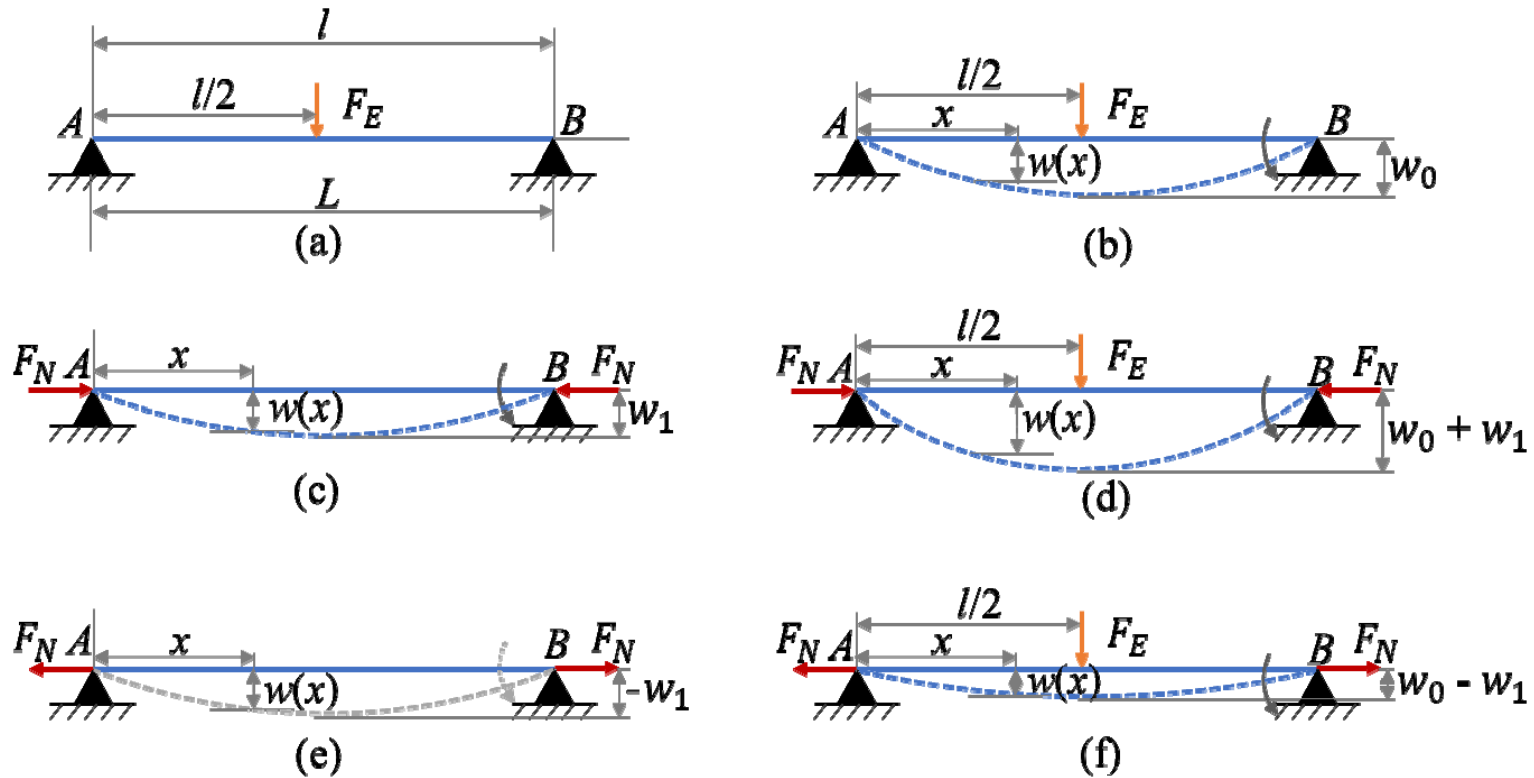 l
l/2 F_E
A B
L
(a)
l/2
x F_E
A B
w(x) w_0
(b)
F_N A x B F_N
w(x) w_1
(c)
l/2
F_N A x F_E B F_N
w(x) w_0 + w_1
(d)
F_N A x B F_N
w(x) -w_1
(e)
l/2
F_N A x F_E B F_N
w(x) w_0 - w_1
(f)